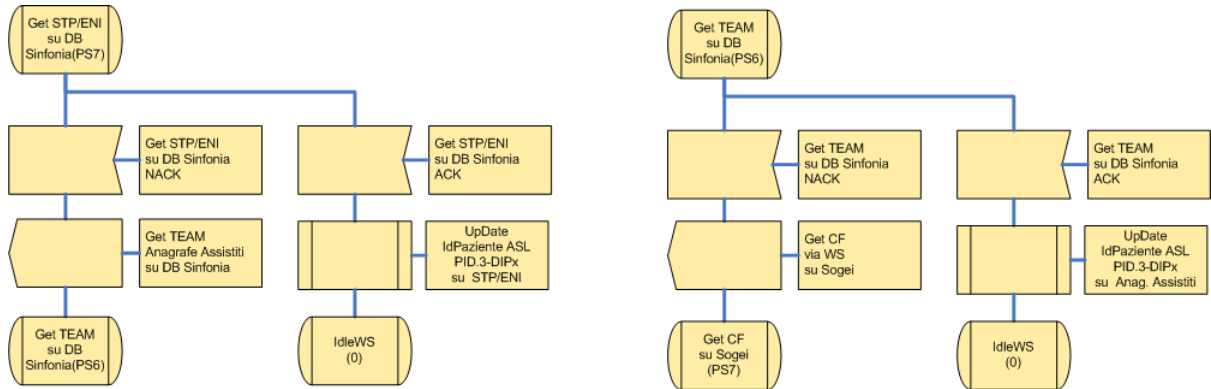 Get STP/ENI
su DB
Sinfonia(PS7)
Get STP/ENI
su DB Sinfonia
NACK
Get STP/ENI
su DB Sinfonia
ACK
Get TEAM
Anagrafe Assistiti
su DB Sinfonia
UpDate
IdPaziente ASL
PID.3-DIPx
su STP/ENI
Get TEAM
su DB
Sinfonia(PS6)
IdleWS
(0)
Get TEAM
su DB
Sinfonia(PS6)
Get TEAM
su DB Sinfonia
NACK
Get TEAM
su DB Sinfonia
ACK
Get CF
via WS
su Sogei
UpDate
IdPaziente ASL
PID.3-DIPx
su Anag. Assistiti
Get CF
su Sogei
(PS7)
IdleWS
(0)